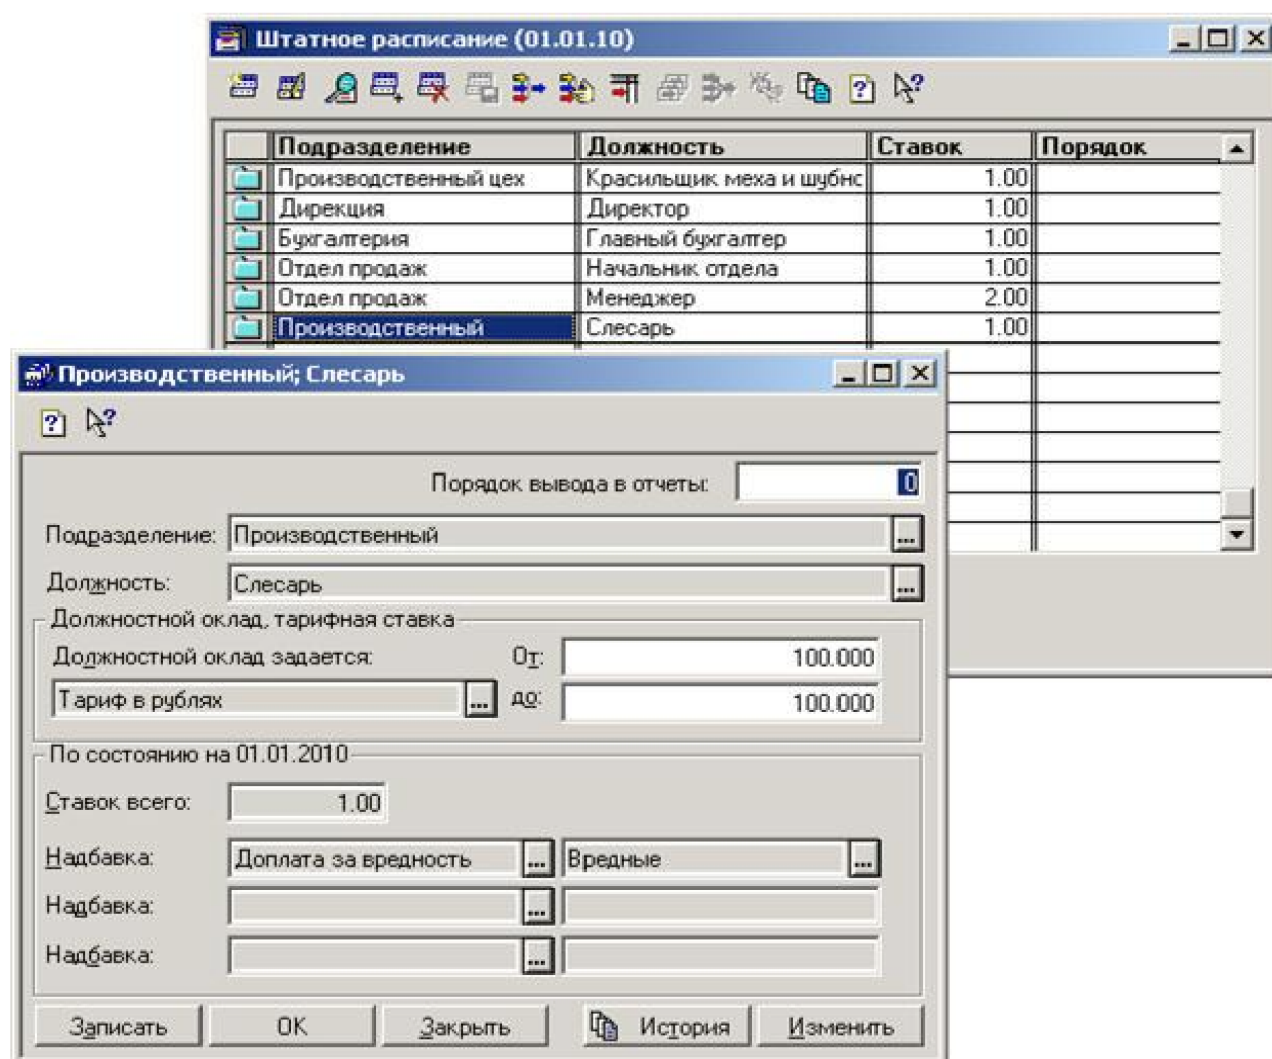 Штатное расписание (01.01.10)
Подразделение Должность Ставок Порядок
Производственный цех Красильщик меха и шубно 1.00
Дирекция Директор 1.00
Бухгалтерия Главный бухгалтер 1.00
Отдел продаж Начальник отдела 1.00
Отдел продаж Менеджер 2.00
Производственный Слесарь 1.00
Производственный; Слесарь
Порядок вывода в отчеты: 0
Подразделение: Производственный ...
Должность: Слесарь ...
Должностной оклад, тарифная ставка
Должностной оклад задается: От: 100.000
Тариф в рублях ... до: 100.000
По состоянию на 01.01.2010
Ставок всего: 1.00
Надбавка: Доплата за вредность ... Вредные ...
Надбавка: ...
Надбавка: ...
Записать OK Закрыть История Изменить